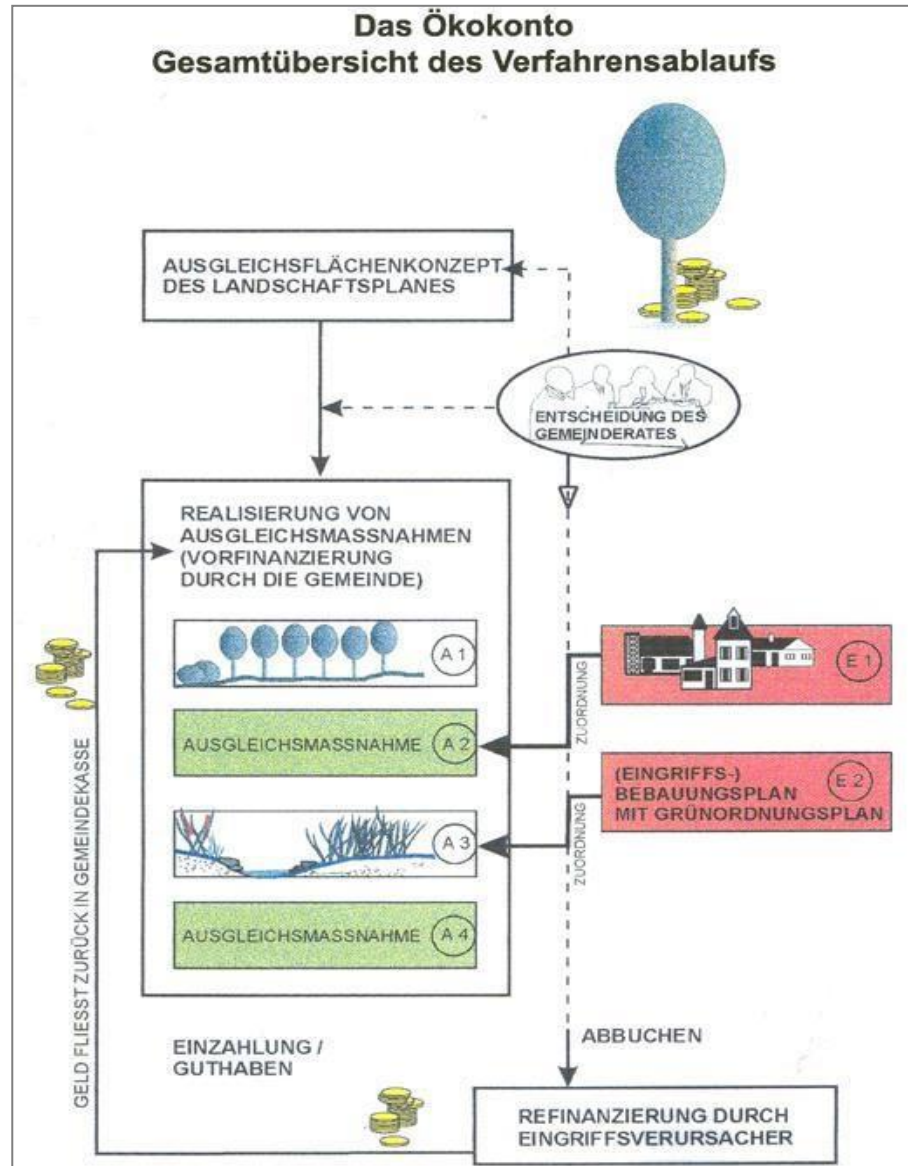 Das Ökokonto
Gesamtübersicht des Verfahrensablaufs
AUSGLEICHSFLÄCHENKONZEPT
DES LANDSCHAFTSPLANES
ENTSCHEIDUNG DES
GEMEINDERATES
REALISIERUNG VON
AUSGLEICHSMASSNAHMEN
(VORFINANZIERUNG
DURCH DIE GEMEINDE)
A 1
E 1
ZUORDNUNG
AUSGLEICHSMASSNAHME A 2
(EINGRIFFS-)
BEBAUUNGSPLAN
MIT GRÜNORDNUNGSPLAN
E 2
ZUORDNUNG
A 3
AUSGLEICHSMASSNAHME A 4
GELD FLIESST ZURÜCK IN GEMEINDEKASSE
EINZAHLUNG /
GUTHABEN
ABBUCHEN
REFINANZIERUNG DURCH
EINGRIFFSVERURSACHER